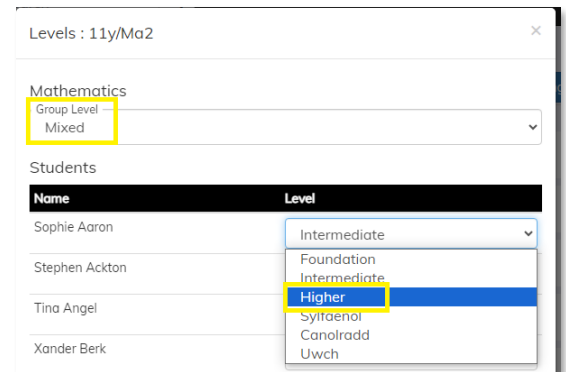 Levels : 11y/Ma2 ×
Mathematics
Group Level
Mixed
Students
Name Level
Sophie Aaron Intermediate
Foundation
Stephen Ackton Intermediate
Higher
Tina Angel Sylfaenol
Canolradd
Xander Berk Uwch